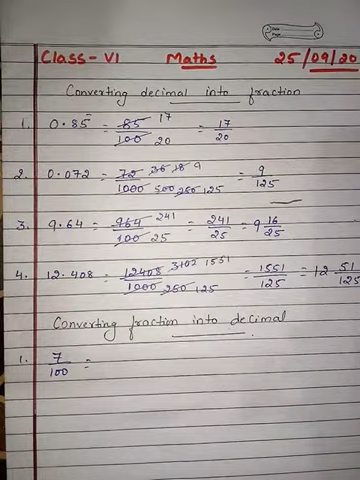 Date
Page
Class - VI Maths 25/09/20
Converting decimal into fraction
1. 0.85 = 85/100 17/20 = 17/20
2. 0.072 = 72/1000 36/500 18/250 9/125 = 9/125
3. 9.64 = 964/100 241/25 = 241/25 = 9 16/25
4. 12.408 = 12408/1000 3102/250 1551/125 = 1551/125 = 12 51/125
Converting fraction into decimal
1. 7/100 =